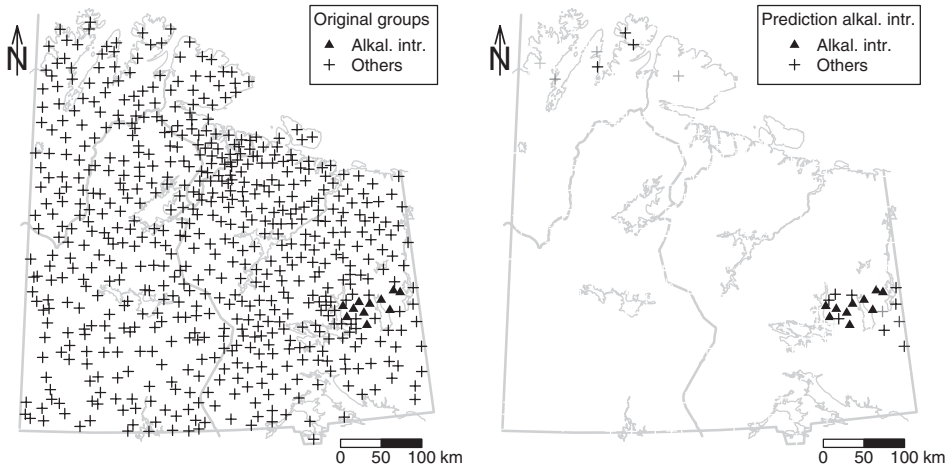 N
Original groups
Alkal. intr.
Others
0 50 100 km
N
Prediction alkal. intr.
Alkal. intr.
Others
0 50 100 km